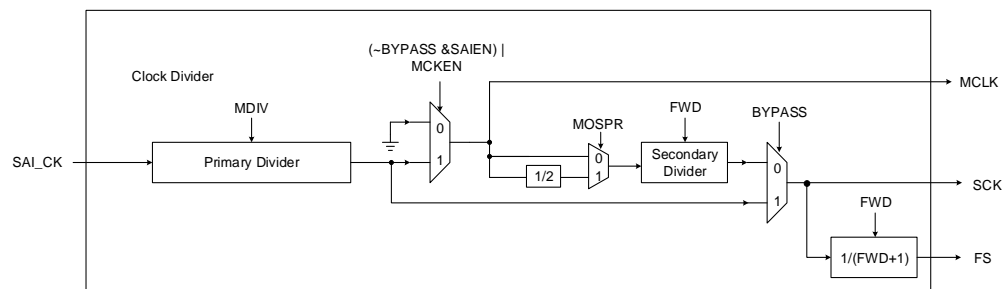 (~BYPASS &SAIEN) |
MCKEN
Clock Divider
MCLK
MDIV
FWD
BYPASS
MOSPR
0
1
SAI_CK
Primary Divider
0
1
1/2
Secondary
Divider
0
1
SCK
FWD
1/(FWD+1)
FS